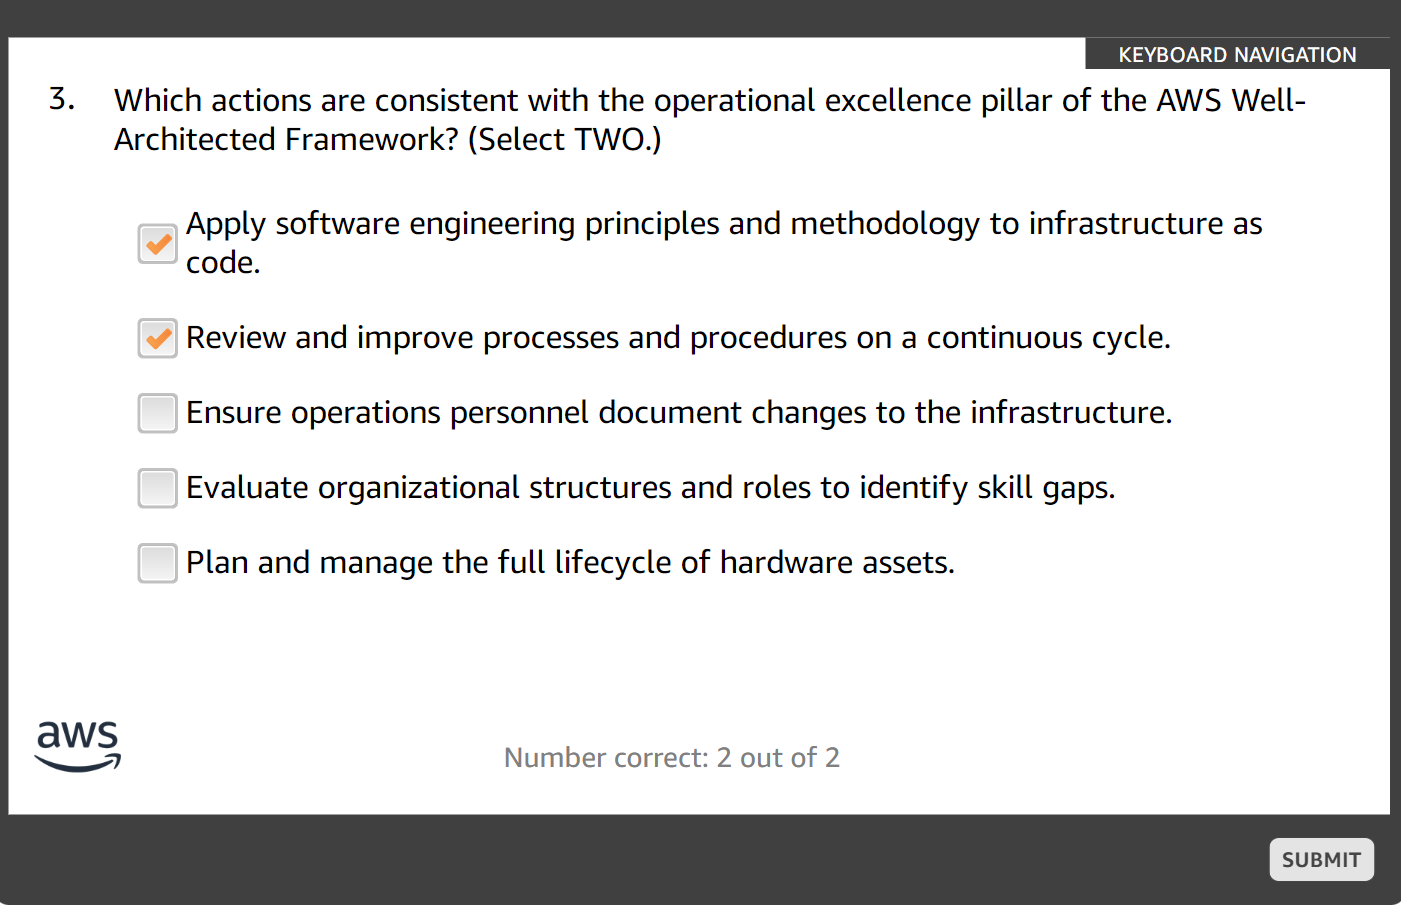 KEYBOARD NAVIGATION
3. Which actions are consistent with the operational excellence pillar of the AWS Well-
Architected Framework? (Select TWO.)
Apply software engineering principles and methodology to infrastructure as
code.
Review and improve processes and procedures on a continuous cycle.
Ensure operations personnel document changes to the infrastructure.
Evaluate organizational structures and roles to identify skill gaps.
Plan and manage the full lifecycle of hardware assets.
aws
Number correct: 2 out of 2
SUBMIT